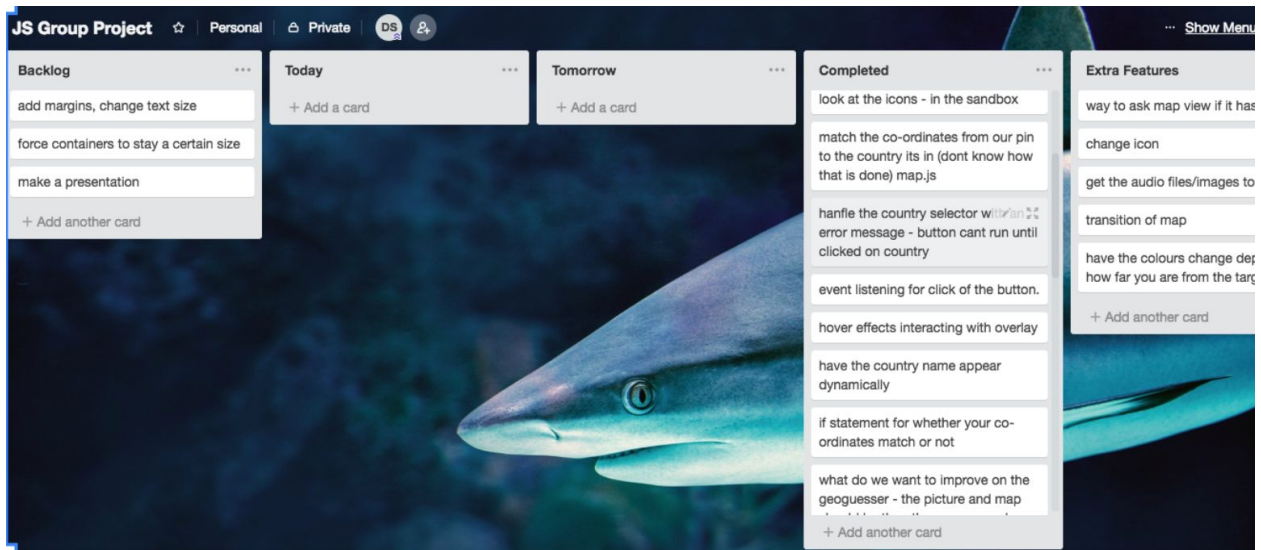 JS Group Project
Personal
Private
DS
... Show Menu
Backlog
add margins, change text size
force containers to stay a certain size
make a presentation
+ Add another card
Today
+ Add a card
Tomorrow
+ Add a card
Completed
look at the icons - in the sandbox
match the co-ordinates from our pin
to the country its in (dont know how
that is done) map.js
hanfle the country selector with an
error message - button cant run until
clicked on country
event listening for click of the button.
hover effects interacting with overlay
have the country name appear
dynamically
if statement for whether your co-
ordinates match or not
what do we want to improve on the
geoguesser - the picture and map
+ Add another card
Extra Features
way to ask map view if it has
change icon
get the audio files/images to
transition of map
have the colours change
how far you are from the
+ Add another card